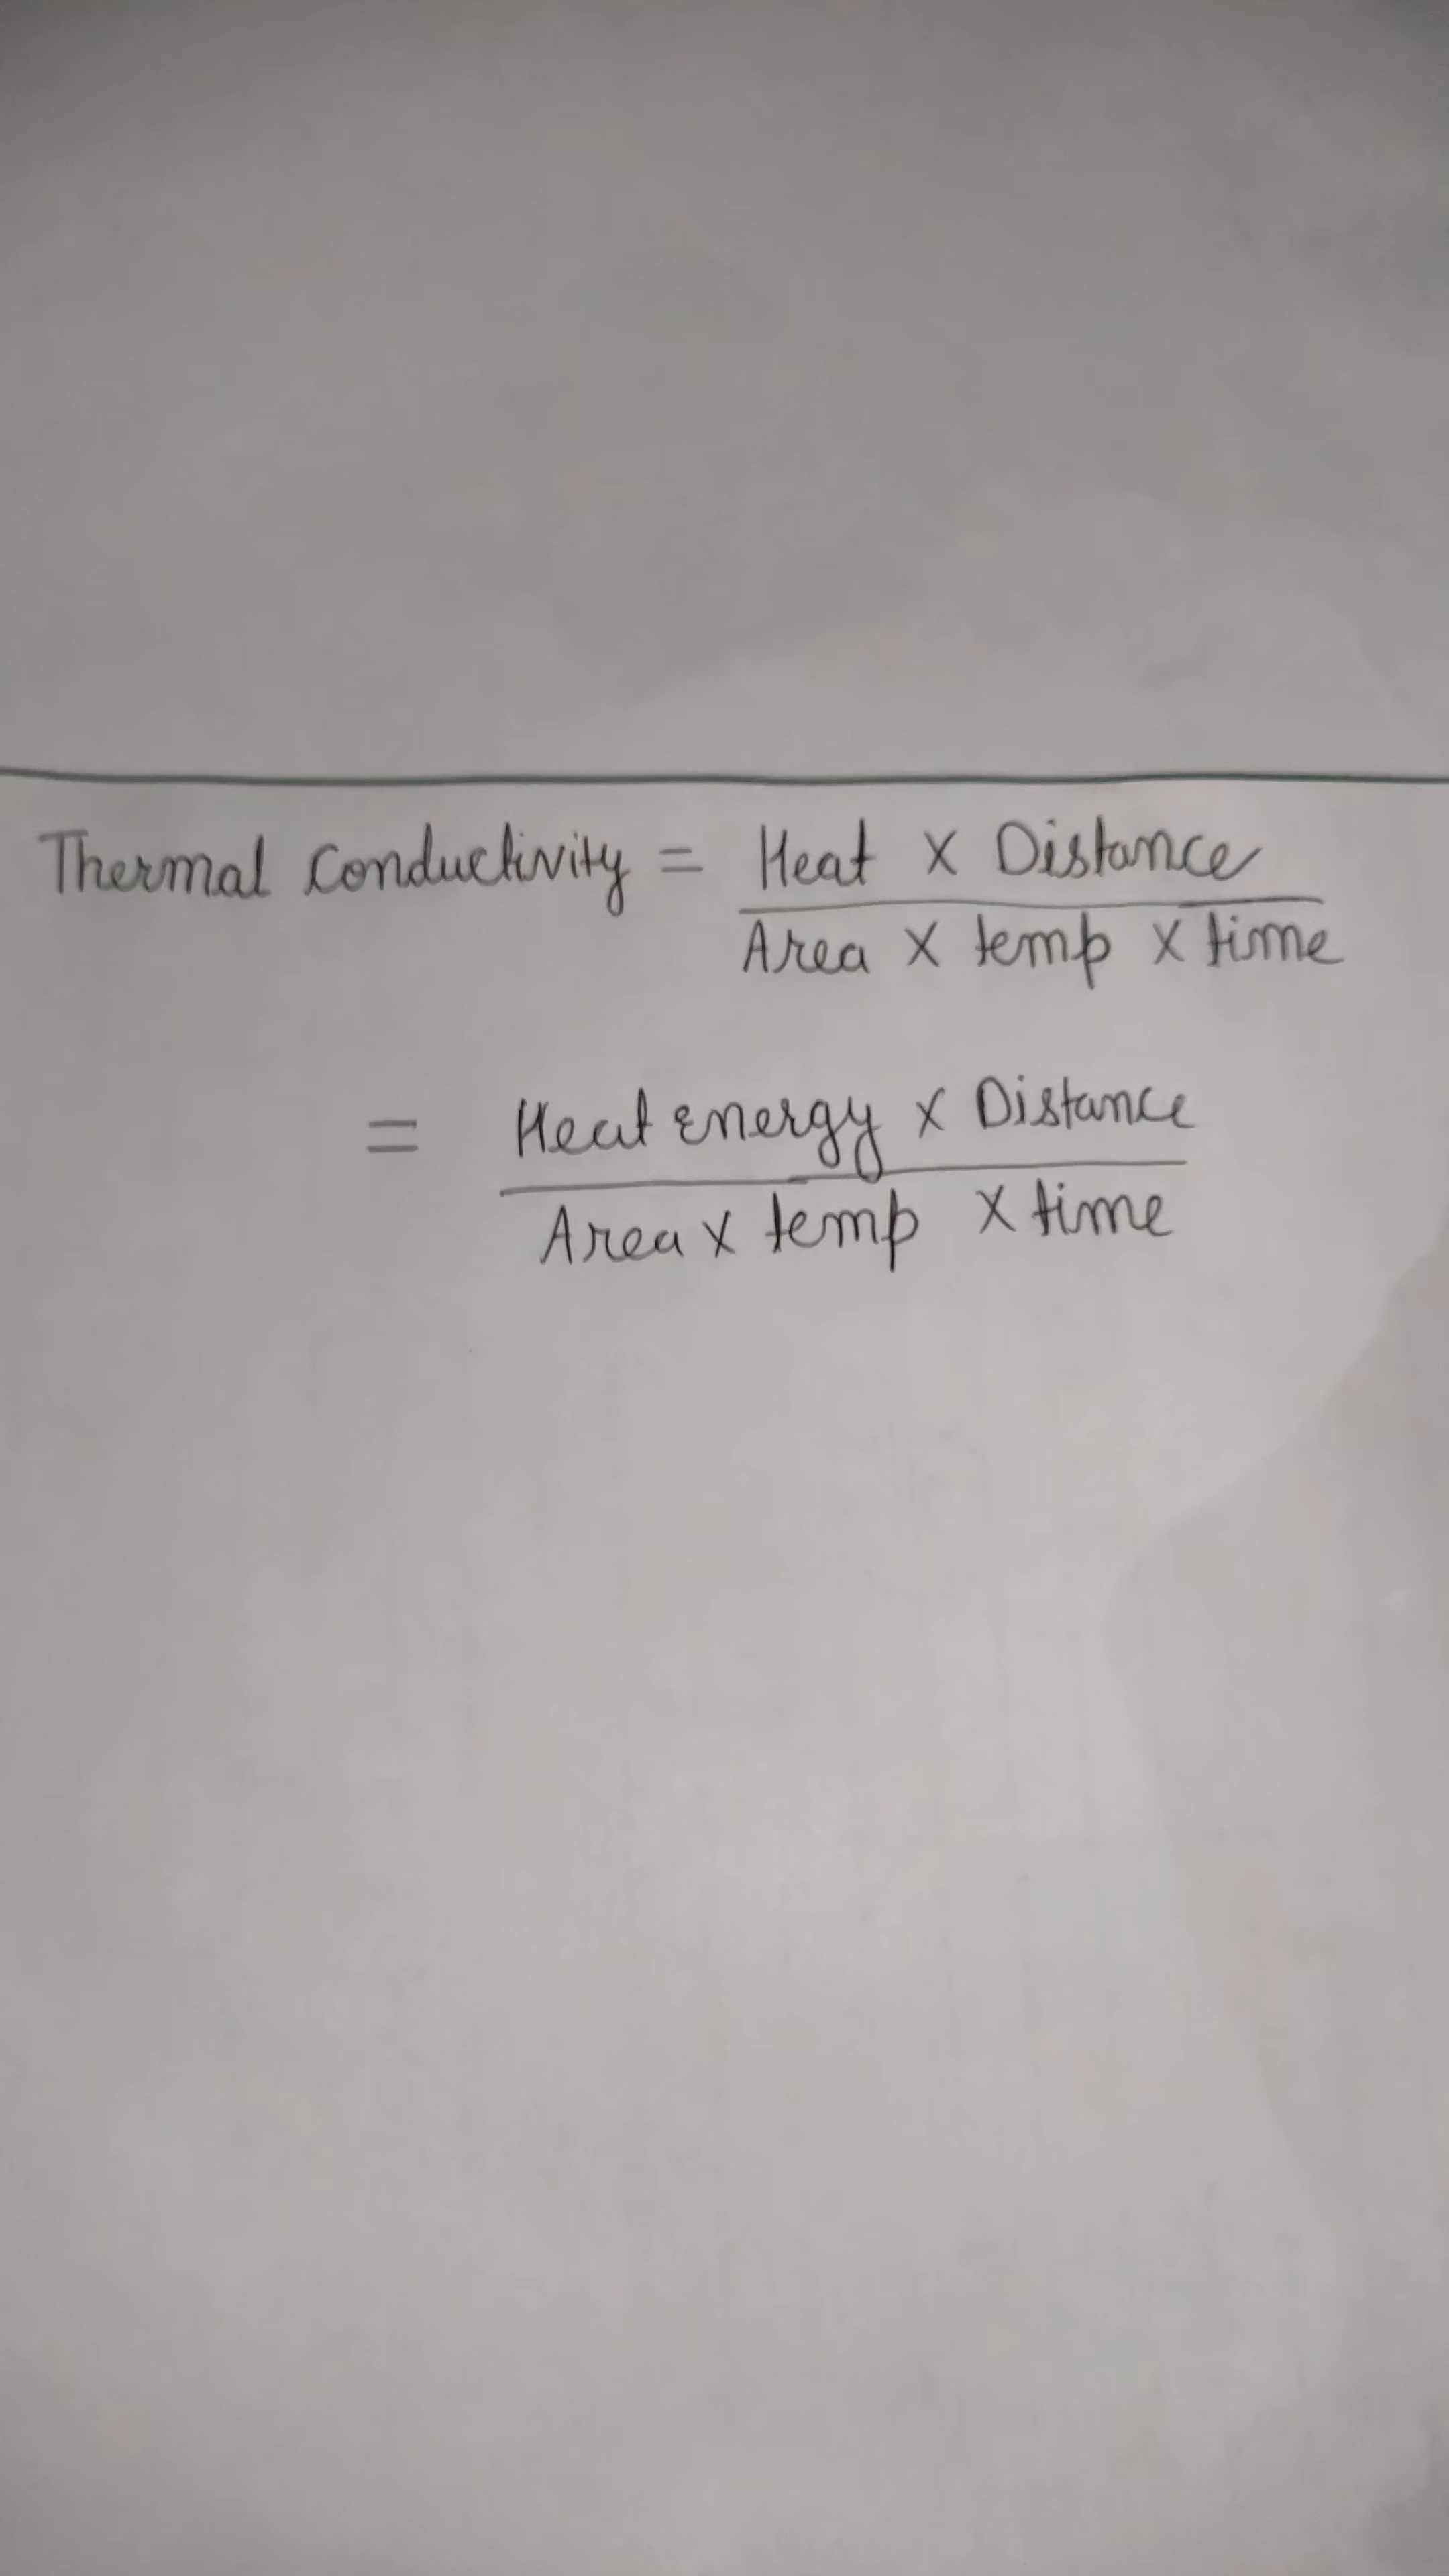 Thermal Conductivity = Heat x Distance
Area x temp x time
= Heat energy x Distance
Area x temp x time